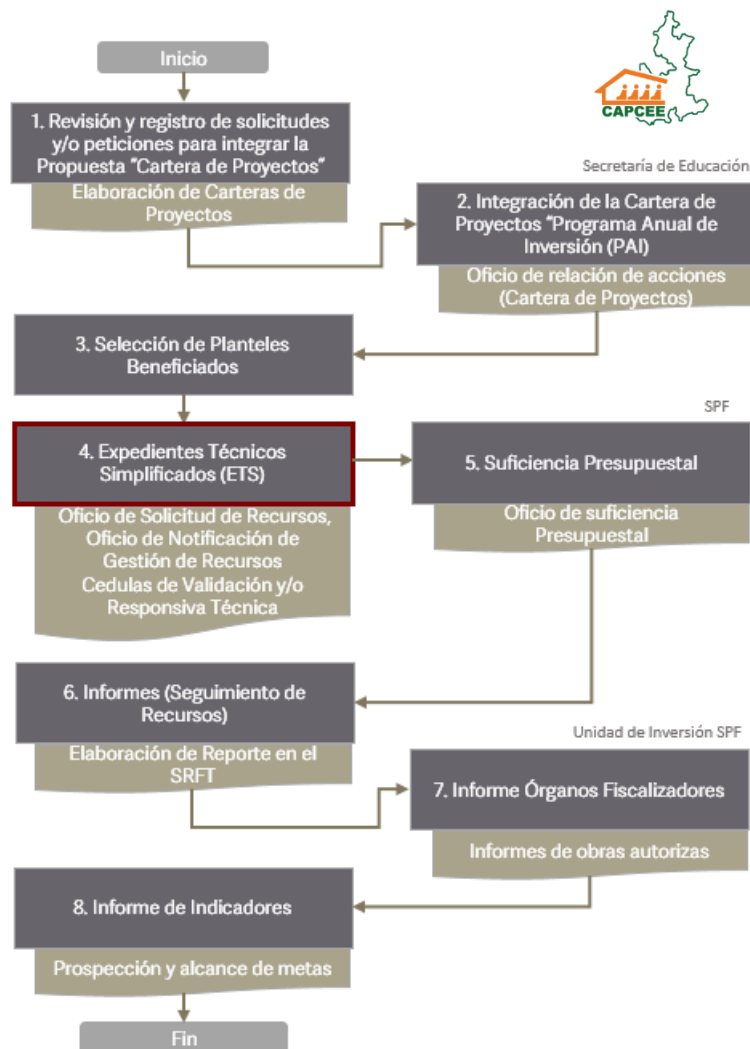 Inicio
CAPCEE
1. Revisión y registro de solicitudes
y/o peticiones para integrar la
Propuesta "Cartera de Proyectos"
Elaboración de Carteras de
Proyectos
Secretaría de Educación
2. Integración de la Cartera de
Proyectos "Programa Anual de
Inversión (PAI)
Oficio de relación de acciones
(Cartera de Proyectos)
3. Selección de Planteles
Beneficiados
SPF
4. Expedientes Técnicos
Simplificados (ETS)
Oficio de Solicitud de Recursos,
Oficio de Notificación de
Gestión de Recursos
Cedulas de Validación y/o
Responsiva Técnica
5. Suficiencia Presupuestal
Oficio de suficiencia
Presupuestal
6. Informes (Seguimiento de
Recursos)
Elaboración de Reporte en el
SRFT
Unidad de Inversión SPF
7. Informe Órganos Fiscalizadores
Informes de obras autorizas
8. Informe de Indicadores
Prospección y alcance de metas
Fin